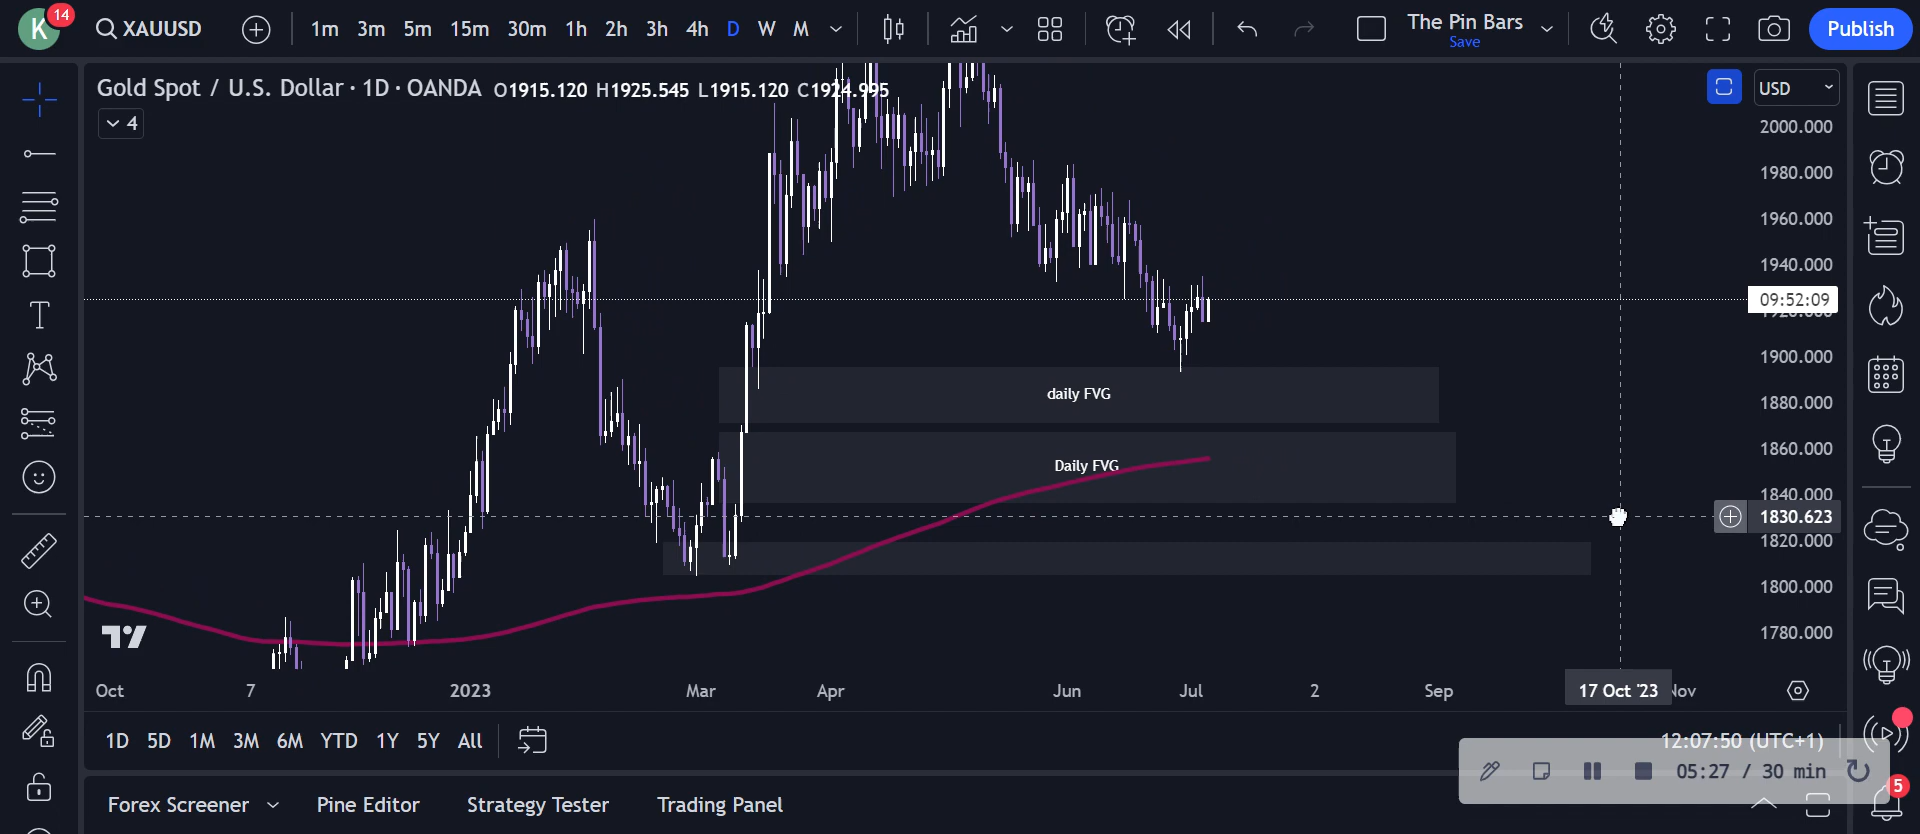 K
14
XAUUSD
1m 3m 5m 15m 30m 1h 2h 3h 4h D W M
The Pin Bars
Save
Publish
Gold Spot / U.S. Dollar · 1D · OANDA O1915.120 H1925.545 L1915.120 C1924.995
4
USD
2000.000
1980.000
1960.000
1940.000
09:52:09
1900.000
daily FVG
1880.000
1860.000
Daily FVG
1840.000
1830.623
1820.000
1800.000
1780.000
Oct 7 2023 Mar Apr Jun Jul 2 Sep 17 Oct '23 Nov
1D 5D 1M 3M 6M YTD 1Y 5Y All
12:07:50 (UTC+1)
05:27 / 30 min
5
Forex Screener Pine Editor Strategy Tester Trading Panel
T